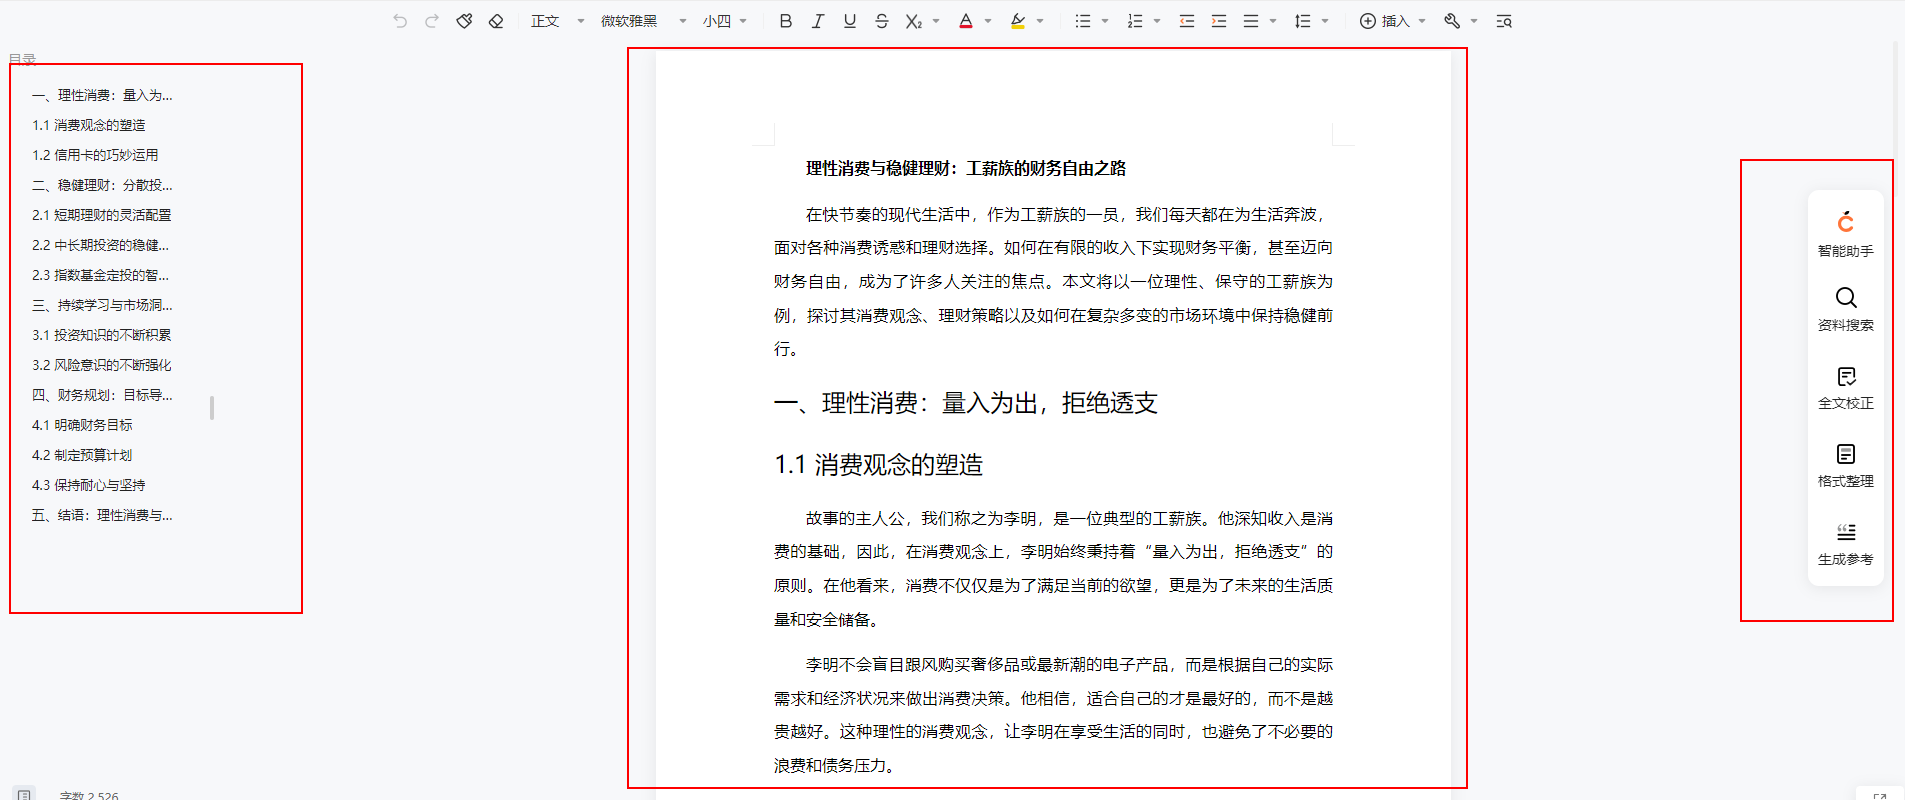 正文 微软雅黑 小四 插入
目录
一、理性消费：量入为...
1.1 消费观念的塑造
1.2 信用卡的巧妙运用
二、稳健理财：分散投...
2.1 短期理财的灵活配置
2.2 中长期投资的稳健...
2.3 指数基金定投的智...
三、持续学习与市场洞...
3.1 投资知识的不断积累
3.2 风险意识的不断强化
四、财务规划：目标导...
4.1 明确财务目标
4.2 制定预算计划
4.3 保持耐心与坚持
五、结语：理性消费与...
字数 2,526
理性消费与稳健理财：工薪族的财务自由之路
在快节奏的现代生活中，作为工薪族的一员，我们每天都在为生活奔波，
面对各种消费诱惑和理财选择。如何在有限的收入下实现财务平衡，甚至迈向
财务自由，成为了许多人关注的焦点。本文将以一位理性、保守的工薪族为
例，探讨其消费观念、理财策略以及如何在复杂多变的市场环境中保持稳健前
行。
一、理性消费：量入为出，拒绝透支
1.1 消费观念的塑造
故事的主人公，我们称之为李明，是一位典型的工薪族。他深知收入是消
费的基础，因此，在消费观念上，李明始终秉持着“量入为出，拒绝透支”的
原则。在他看来，消费不仅仅是为了满足当前的欲望，更是为了未来的生活质
量和安全储备。
李明不会盲目跟风购买奢侈品或最新潮的电子产品，而是根据自己的实际
需求和经济状况来做出消费决策。他相信，适合自己的才是最好的，而不是越
贵越好。这种理性的消费观念，让李明在享受生活的同时，也避免了不必要的
浪费和债务压力。
智能助手
资料搜索
全文校正
格式整理
生成参考